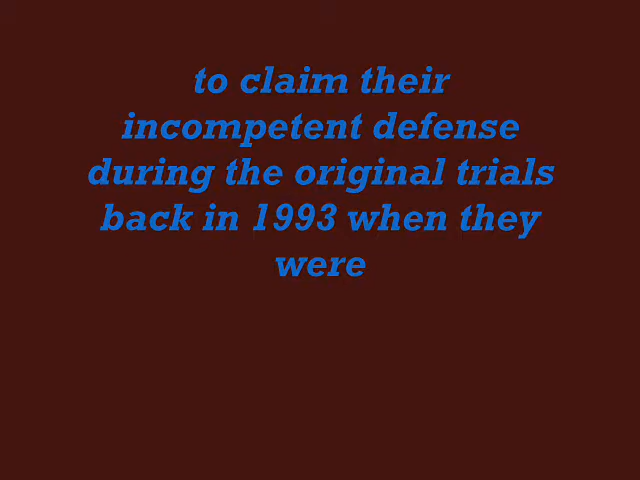 to claim their
incompetent defense
during the original trials
back in 1993 when they
were